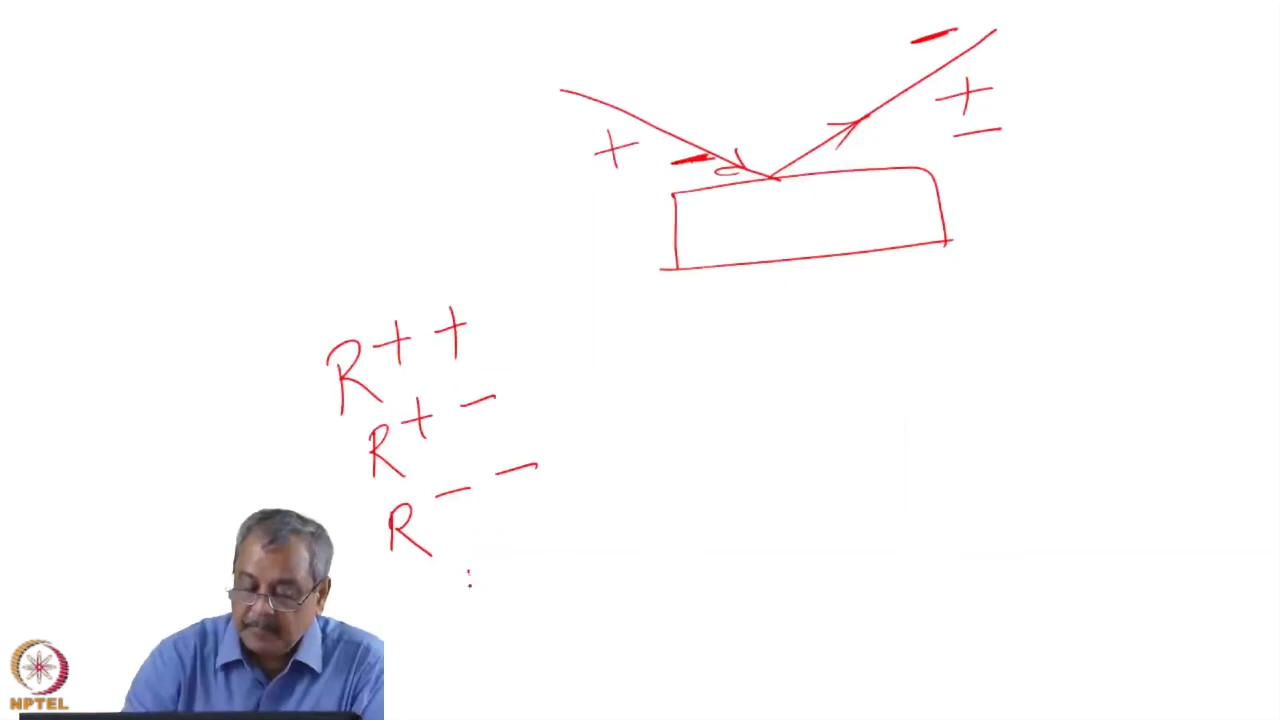 −
+
+ −
−
R + +
R + −
R − −
NPTEL